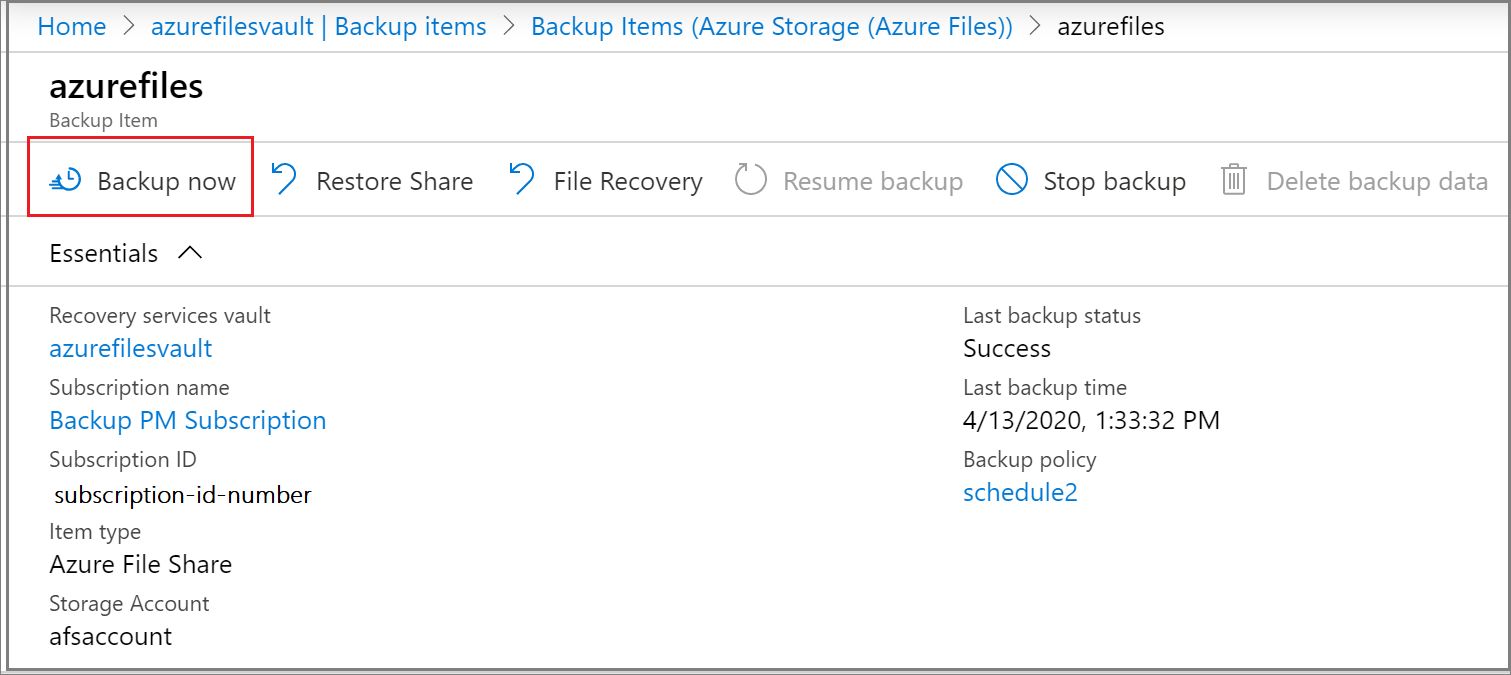 Home > azurefilesvault | Backup items > Backup Items (Azure Storage (Azure Files)) > azurefiles
azurefiles
Backup Item
Backup now Restore Share File Recovery Resume backup Stop backup Delete backup data
Essentials
Recovery services vault
azurefilesvault
Subscription name
Backup PM Subscription
Subscription ID
subscription-id-number
Item type
Azure File Share
Storage Account
afsaccount
Last backup status
Success
Last backup time
4/13/2020, 1:33:32 PM
Backup policy
schedule2